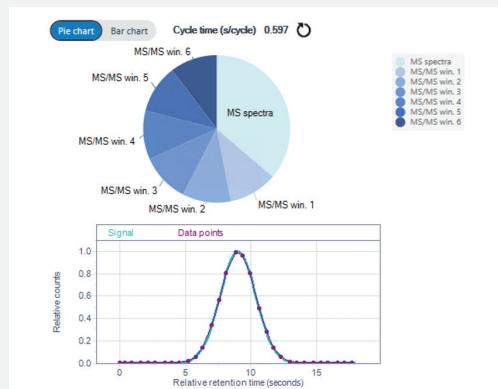 Pie chart Bar chart Cycle time (s/cycle) 0.597
MS/MS win. 6
MS/MS win. 5
MS/MS win. 4
MS/MS win. 3
MS/MS win. 2
MS/MS win. 1
MS spectra
MS spectra
MS/MS win. 1
MS/MS win. 2
MS/MS win. 3
MS/MS win. 4
MS/MS win. 5
MS/MS win. 6
Signal Data points
Relative counts
1.0
0.8
0.6
0.4
0.2
0.0
0 5 10 15
Relative retention time (seconds)